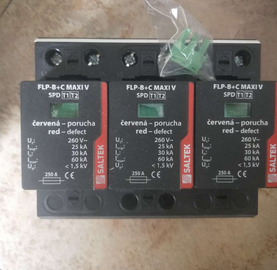 FLP-B+C MAXI V
SPD T1 T2
červená – porucha
red – defect
260 V~
25 kA
30 kA
60 kA
< 1,5 kV
250 A
CE
SALTEK
FLP-B+C MAXI V
SPD T1 T2
červená – porucha
red – defect
260 V~
25 kA
30 kA
60 kA
< 1,5 kV
250 A
CE
SALTEK
FLP-B+C MAXI V
SPD T1 T2
červená – porucha
red – defect
260 V~
25 kA
30 kA
60 kA
< 1,5 kV
250 A
CE
SALTEK